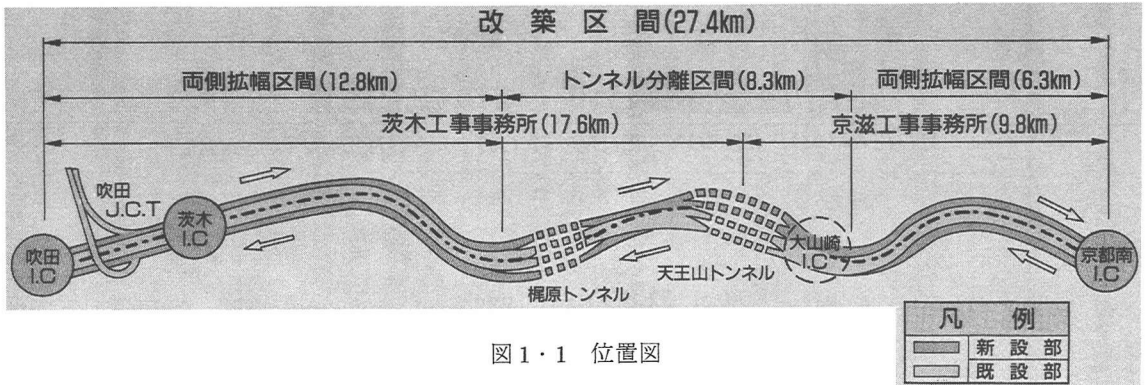 改築区間(27.4km)
両側拡幅区間(12.8km)
トンネル分離区間(8.3km)
両側拡幅区間(6.3km)
茨木工事事務所(17.6km)
京滋工事事務所(9.8km)
吹田
J.C.T
茨木
I.C
吹田
I.C
大山崎
I.C
京都南
I.C
天王山トンネル
梶原トンネル
凡例
新設部
既設部
図1・1 位置図